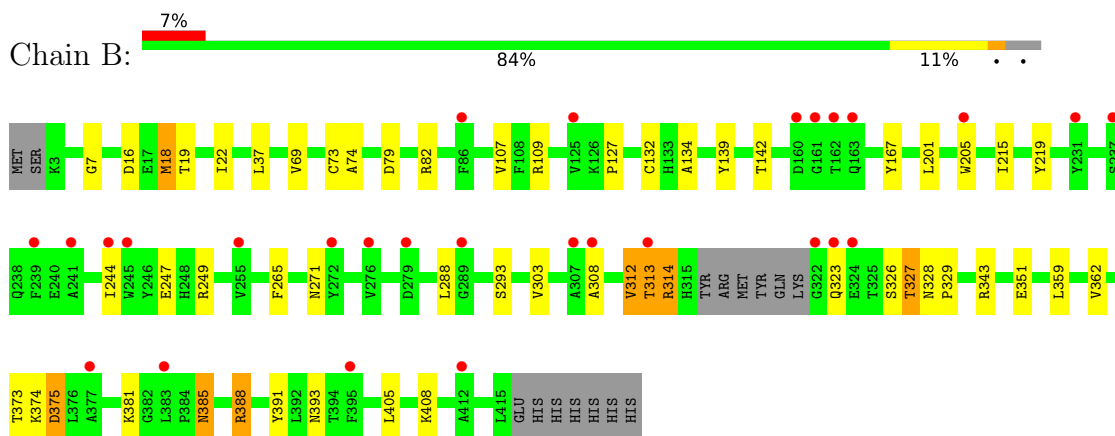 7%
Chain B:
84% 11% • •
MET SER K3 G7 D16 E17 M18 T19 I22 L37 V69 C73 A74 D79 R82 F86 V107 F108 R109 V125 K126 P127 C132 H133 A134 Y139 T142 D160 G161 T162 Q163 Y167 L201 W205 I215 Y219 Y231 S237
Q238 F239 E240 A241 I244 W245 Y246 E247 H248 R249 V255 F265 N271 Y272 V276 D279 L288 G289 S293 V303 A307 A308 V312 T313 R314 H315 TYR ARG MET TYR GLN LYS G322 Q323 E324 T325 S326 T327 N328 P329 R343 E351 L359 V362
T373 K374 D375 L376 A377 K381 G382 L383 P384 N385 R388 Y391 L392 N393 T394 F395 L405 K408 A412 L415 GLU HIS HIS HIS HIS HIS HIS